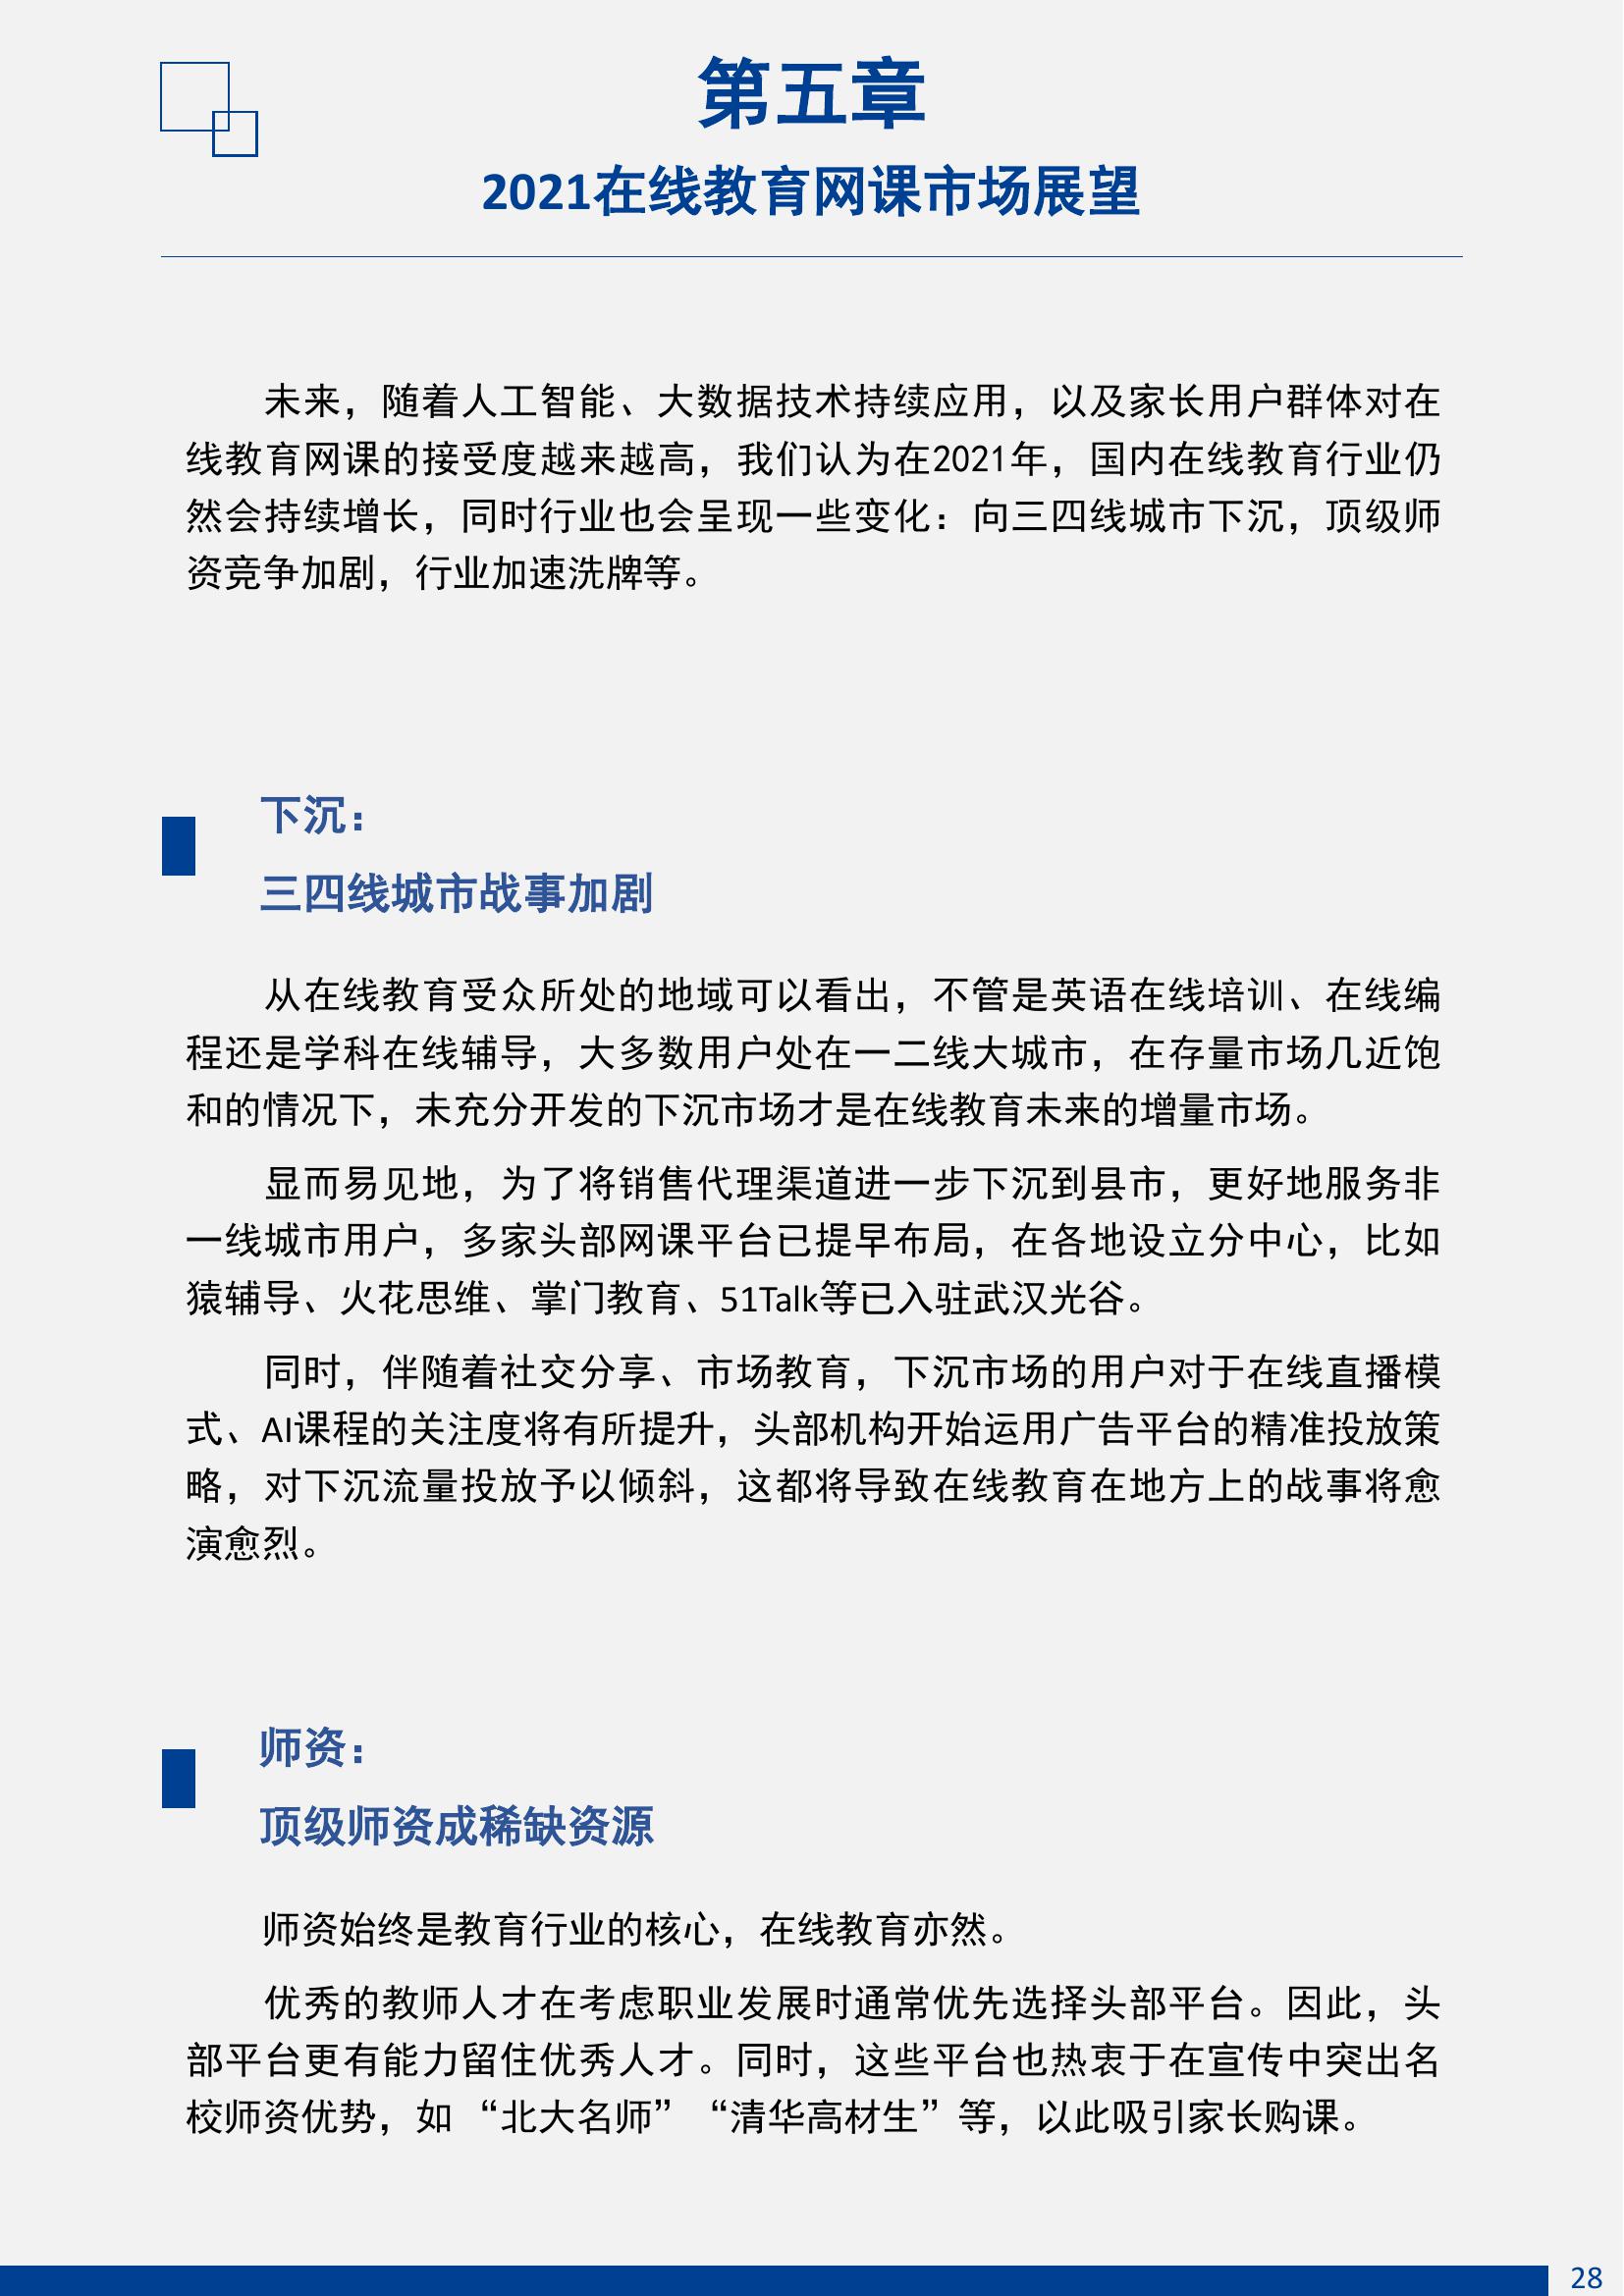 第五章
2021在线教育网课市场展望
未来，随着人工智能、大数据技术持续应用，以及家长用户群体对在
线教育网课的接受度越来越高，我们认为在2021年，国内在线教育行业仍
然会持续增长，同时行业也会呈现一些变化：向三四线城市下沉，顶级师
资竞争加剧，行业加速洗牌等。
下沉：
三四线城市战事加剧
从在线教育受众所处的地域可以看出，不管是英语在线培训、在线编
程还是学科在线辅导，大多数用户处在一二线大城市，在存量市场几近饱
和的情况下，未充分开发的下沉市场才是在线教育未来的增量市场。
显而易见地，为了将销售代理渠道进一步下沉到县市，更好地服务非
一线城市用户，多家头部网课平台已提早布局，在各地设立分中心，比如
猿辅导、火花思维、掌门教育、51Talk等已入驻武汉光谷。
同时，伴随着社交分享、市场教育，下沉市场的用户对于在线直播模
式、AI课程的关注度将有所提升，头部机构开始运用广告平台的精准投放策
略，对下沉流量投放予以倾斜，这都将导致在线教育在地方上的战事将愈
演愈烈。
师资：
顶级师资成稀缺资源
师资始终是教育行业的核心，在线教育亦然。
优秀的教师人才在考虑职业发展时通常优先选择头部平台。因此，头
部平台更有能力留住优秀人才。同时，这些平台也热衷于在宣传中突出名
校师资优势，如“北大名师”“清华高材生”等，以此吸引家长购课。
28